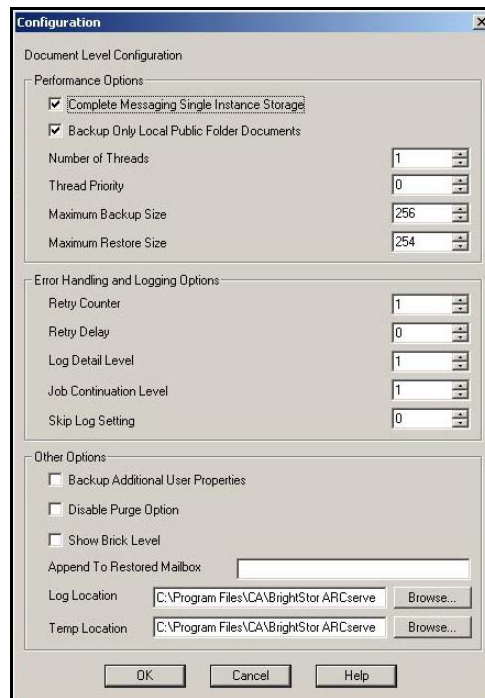 Configuration
Document Level Configuration
Performance Options
Complete Messaging Single Instance Storage
Backup Only Local Public Folder Documents
Number of Threads 1
Thread Priority 0
Maximum Backup Size 256
Maximum Restore Size 254
Error Handling and Logging Options
Retry Counter 1
Retry Delay 0
Log Detail Level 1
Job Continuation Level 1
Skip Log Setting 0
Other Options
Backup Additional User Properties
Disable Purge Option
Show Brick Level
Append To Restored Mailbox
Log Location C:\Program Files\CA\BrightStor ARCserve Browse...
Temp Location C:\Program Files\CA\BrightStor ARCserve Browse...
OK Cancel Help